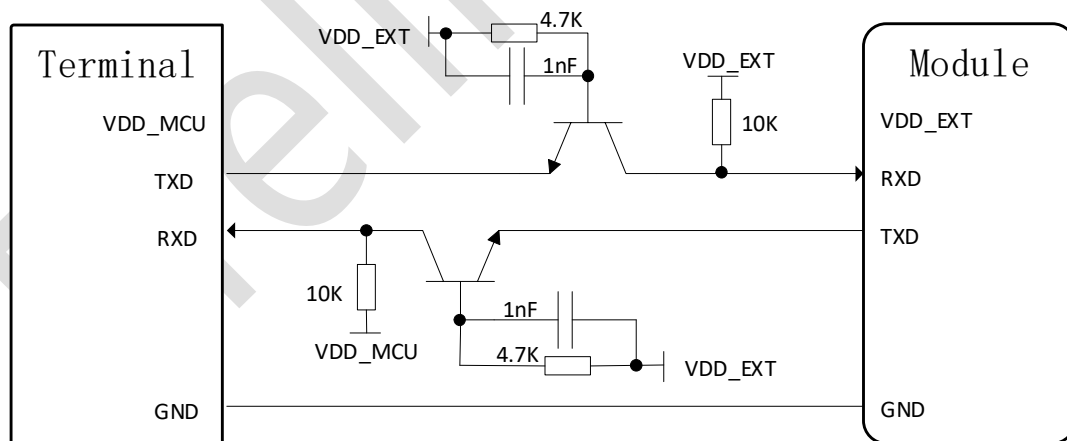 4.7K
VDD_EXT
Terminal
1nF
VDD_EXT
Module
VDD_MCU
10K
VDD_EXT
TXD
RXD
RXD
TXD
10K
1nF
VDD_MCU
4.7K
VDD_EXT
GND
GND